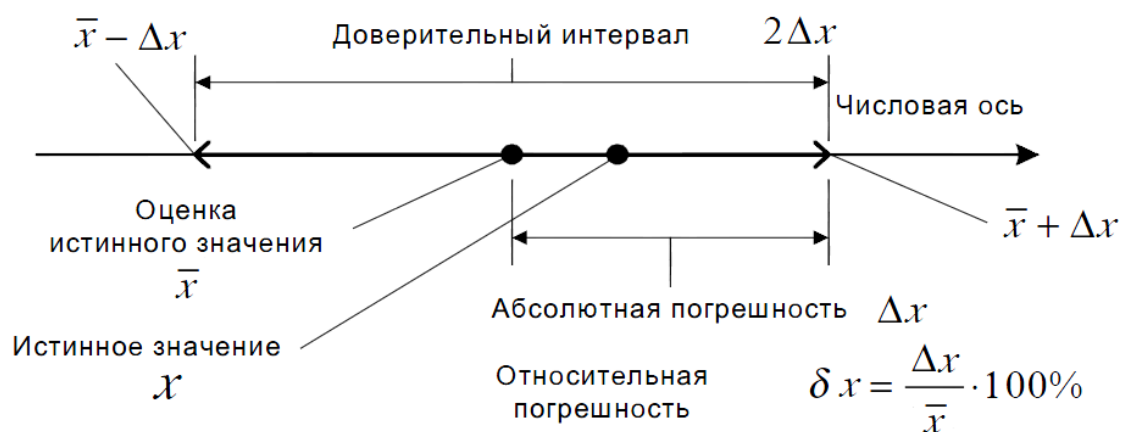 x̅ − Δx
Доверительный интервал
2Δx
Числовая ось
Оценка
истинного значения
x̅
x̅ + Δx
Абсолютная погрешность Δx
Истинное значение
x
Относительная
погрешность
δx = Δx / x̅ · 100%